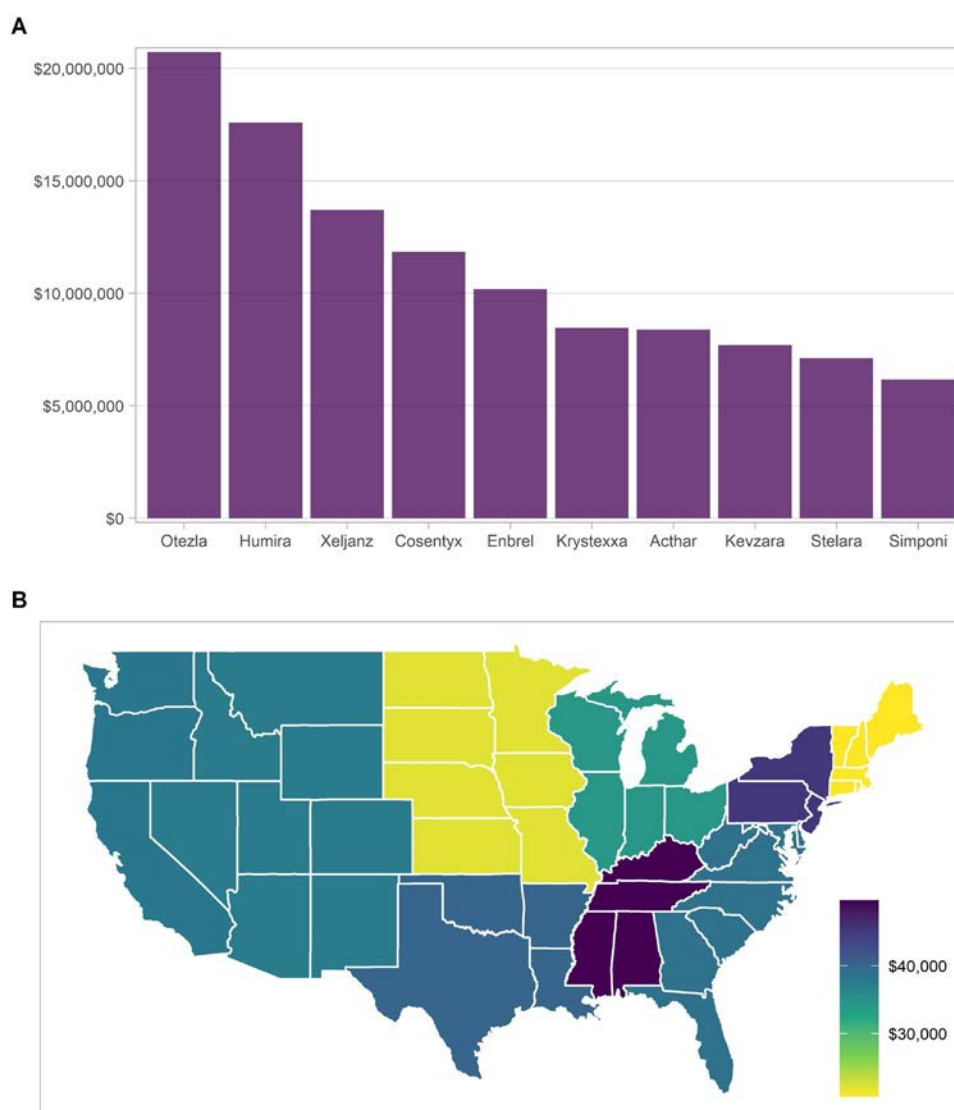 A
$20,000,000
$15,000,000
$10,000,000
$5,000,000
$0
Otezla Humira Xeljanz Cosentyx Enbrel Krystexxa Acthar Kevzara Stelara Simponi
B
$40,000
$30,000